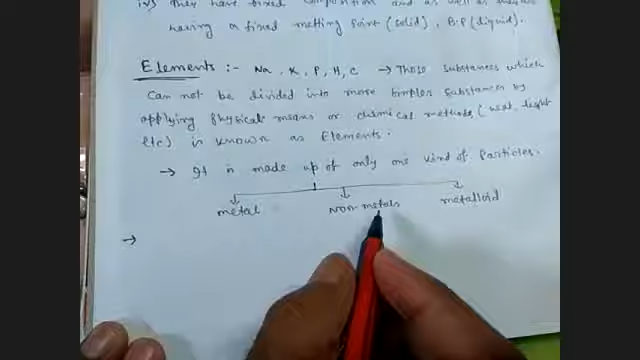 iv) They have fixed composition and as well as
having a fixed melting point (solid), B.P (liquid).
Elements :- Na, K, P, H, C → Those substances which
can not be divided into more simpler substances by
applying physical means or chemical methods (heat, light
etc) is known as Elements.
→ It is made up of only one kind of particles.
metal non-metals metalloid
→